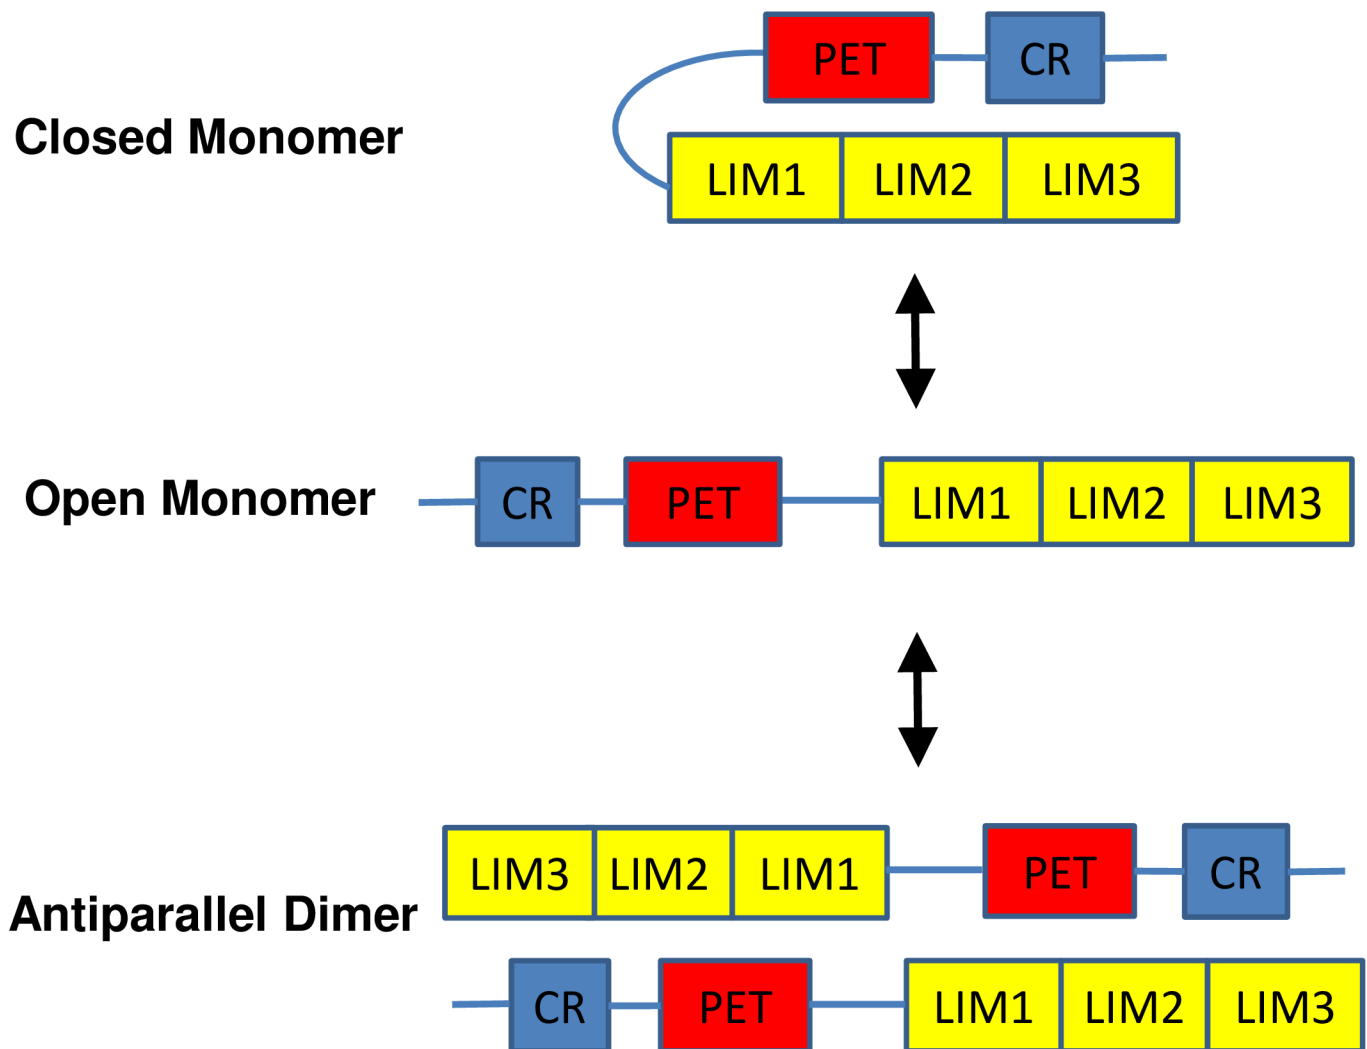 PET CR
Closed Monomer
LIM1 LIM2 LIM3
Open Monomer CR PET LIM1 LIM2 LIM3
LIM3 LIM2 LIM1 PET CR
Antiparallel Dimer
CR PET LIM1 LIM2 LIM3